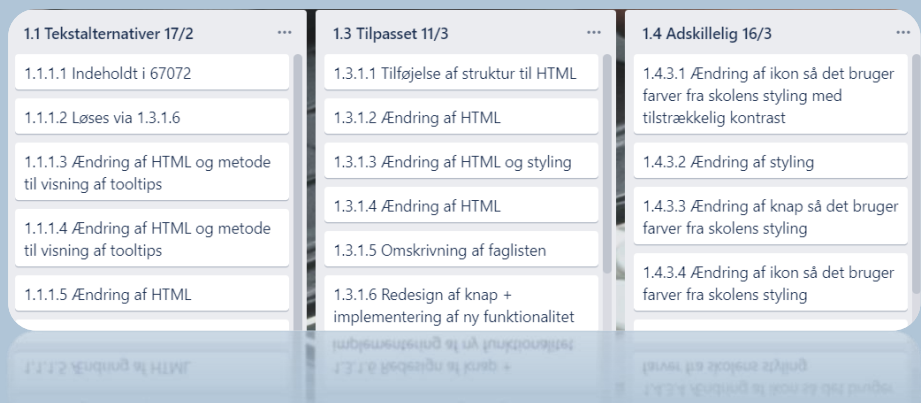 1.1 Tekstalternativer 17/2
1.1.1.1 Indeholdt i 67072
1.1.1.2 Løses via 1.3.1.6
1.1.1.3 Ændring af HTML og metode
til visning af tooltips
1.1.1.4 Ændring af HTML og metode
til visning af tooltips
1.1.1.5 Ændring af HTML
1.3 Tilpasset 11/3
1.3.1.1 Tilføjelse af struktur til HTML
1.3.1.2 Ændring af HTML
1.3.1.3 Ændring af HTML og styling
1.3.1.4 Ændring af HTML
1.3.1.5 Omskrivning af faglisten
1.3.1.6 Redesign af knap +
implementering af ny funktionalitet
1.4 Adskillelig 16/3
1.4.3.1 Ændring af ikon så det bruger
farver fra skolens styling med
tilstrækkelig kontrast
1.4.3.2 Ændring af styling
1.4.3.3 Ændring af knap så det bruger
farver fra skolens styling
1.4.3.4 Ændring af ikon så det bruger
farver fra skolens styling